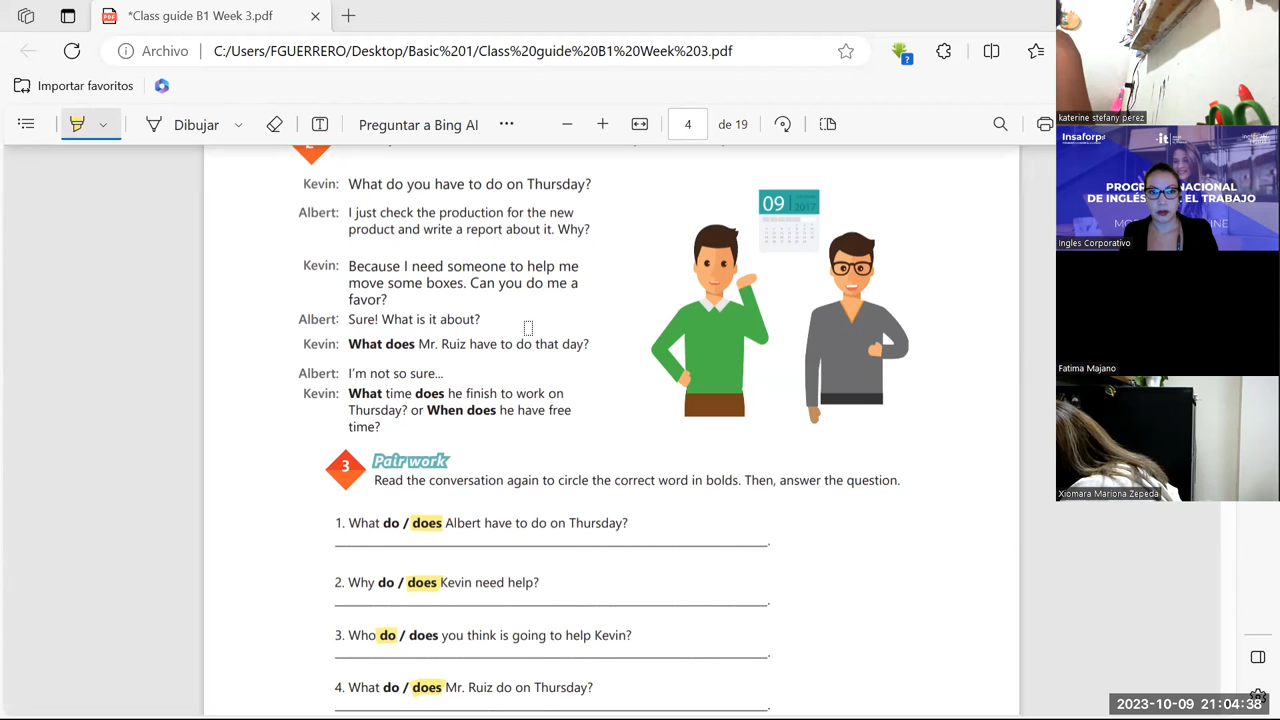 *Class guide B1 Week 3.pdf
Archivo
C:/Users/FGUERRERO/Desktop/Basic%201/Class%20guide%20B1%20Week%203.pdf
Importar favoritos
Dibujar
Preguntar a Bing AI
4
de 19
Kevin: What do you have to do on Thursday?
Albert: I just check the production for the new
product and write a report about it. Why?
Kevin: Because I need someone to help me
move some boxes. Can you do me a
favor?
Albert: Sure! What is it about?
Kevin: What does Mr. Ruiz have to do that day?
Albert: I'm not so sure...
Kevin: What time does he finish to work on
Thursday? or When does he have free
time?
09
2017
3
Pair work
Read the conversation again to circle the correct word in bolds. Then, answer the question.
1. What do / does Albert have to do on Thursday?
2. Why do / does Kevin need help?
3. Who do / does you think is going to help Kevin?
4. What do / does Mr. Ruiz do on Thursday?
katerine stefany perez
Insaforp
it
Ingles Corporativo
Fatima Majano
Xiomara Mariona Zepeda
2023-10-09 21:04:38